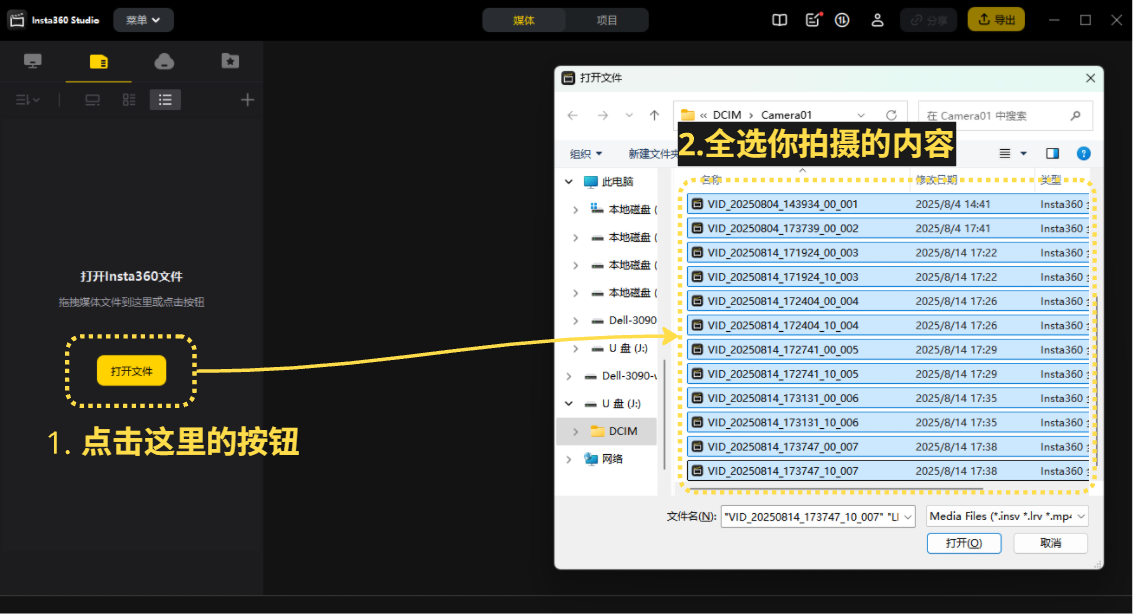 Insta360 Studio
菜单
媒体
项目
分享
导出
打开Insta360文件
拖拽媒体文件到这里或点击按钮
打开文件
1. 点击这里的按钮
打开文件
« DCIM › Camera01
在 Camera01 中搜索
2.全选你拍摄的内容
组织
新建文件夹
名称
修改日期
类型
此电脑
本地磁盘 (
本地磁盘 (
本地磁盘 (
本地磁盘 (
Dell-3090
U 盘 (J:)
Dell-3090-v
U 盘 (J:)
DCIM
网络
VID_20250804_143934_00_001 2025/8/4 14:41 Insta360
VID_20250804_173739_00_002 2025/8/4 17:41 Insta360
VID_20250814_171924_00_003 2025/8/14 17:22 Insta360
VID_20250814_171924_10_003 2025/8/14 17:22 Insta360
VID_20250814_172404_00_004 2025/8/14 17:26 Insta360
VID_20250814_172404_10_004 2025/8/14 17:26 Insta360
VID_20250814_172741_00_005 2025/8/14 17:29 Insta360
VID_20250814_172741_10_005 2025/8/14 17:29 Insta360
VID_20250814_173131_00_006 2025/8/14 17:35 Insta360
VID_20250814_173131_10_006 2025/8/14 17:35 Insta360
VID_20250814_173747_00_007 2025/8/14 17:38 Insta360
VID_20250814_173747_10_007 2025/8/14 17:38 Insta360
文件名(N):
"VID_20250814_173747_10_007" "LI
Media Files (*.insv *.lrv *.mp4
打开(O)
取消